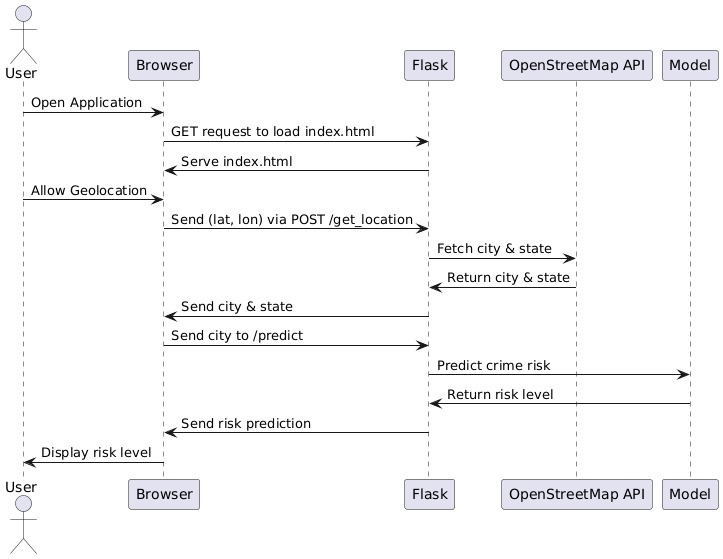 User
Browser
Flask
OpenStreetMap API
Model
Open Application
GET request to load index.html
Serve index.html
Allow Geolocation
Send (lat, lon) via POST /get_location
Fetch city & state
Return city & state
Send city & state
Send city to /predict
Predict crime risk
Return risk level
Send risk prediction
Display risk level
User
Browser
Flask
OpenStreetMap API
Model